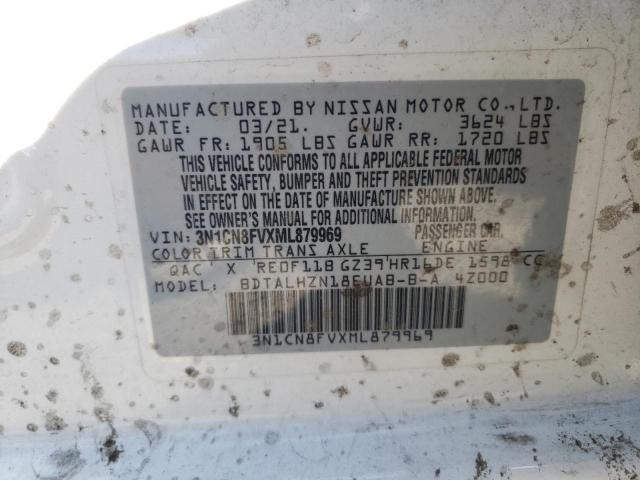 MANUFACTURED BY NISSAN MOTOR CO., LTD.
DATE: 03/21. GVWR: 3624 LBS
GAWR FR: 1905 LBS GAWR RR: 1720 LBS
THIS VEHICLE CONFORMS TO ALL APPLICABLE FEDERAL MOTOR
VEHICLE SAFETY, BUMPER AND THEFT PREVENTION STANDARDS
IN EFFECT ON THE DATE OF MANUFACTURE SHOWN ABOVE.
SEE OWNER'S MANUAL FOR ADDITIONAL INFORMATION.
VIN: 3N1CN8FVXML879969 PASSENGER CAR.
COLOR TRIM TRANS AXLE ENGINE
QAC X RE0F11B GZ39 HR16DE 1598 CC
MODEL: BDTALHZN18EUAB-B-A 4Z000
3N1CN8FVXML879969